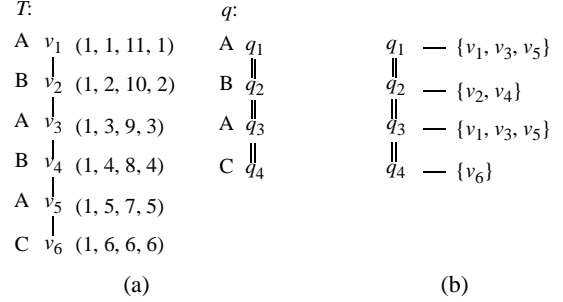 T: q:
A v₁ (1, 1, 11, 1) A q₁ q₁ {v₁, v₃, v₅}
B v₂ (1, 2, 10, 2) B q₂ q₂ {v₂, v₄}
A v₃ (1, 3, 9, 3) A q₃ q₃ {v₁, v₃, v₅}
B v₄ (1, 4, 8, 4) C q₄ q₄ {v₆}
A v₅ (1, 5, 7, 5)
C v₆ (1, 6, 6, 6)
(a) (b)